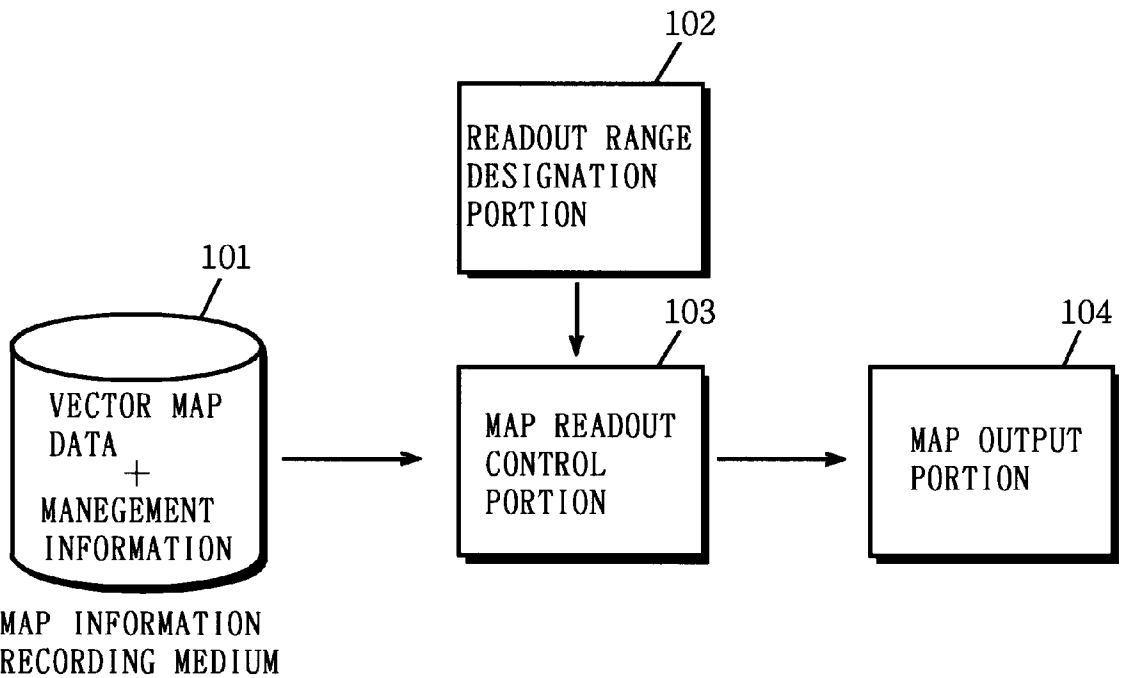 102
READOUT RANGE
DESIGNATION
PORTION
101
VECTOR MAP
DATA
+
MANEGEMENT
INFORMATION
MAP INFORMATION
RECORDING MEDIUM
103
MAP READOUT
CONTROL
PORTION
104
MAP OUTPUT
PORTION